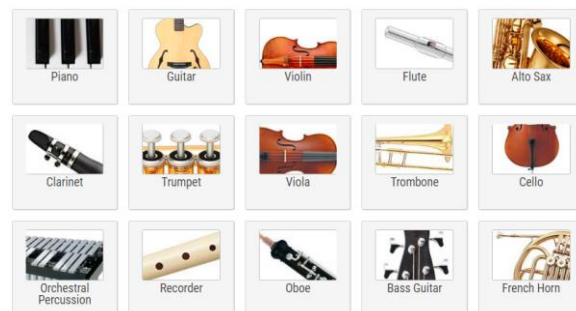 Piano
Guitar
Violin
Flute
Alto Sax
Clarinet
Trumpet
Viola
Trombone
Cello
Orchestral
Percussion
Recorder
Oboe
Bass Guitar
French Horn